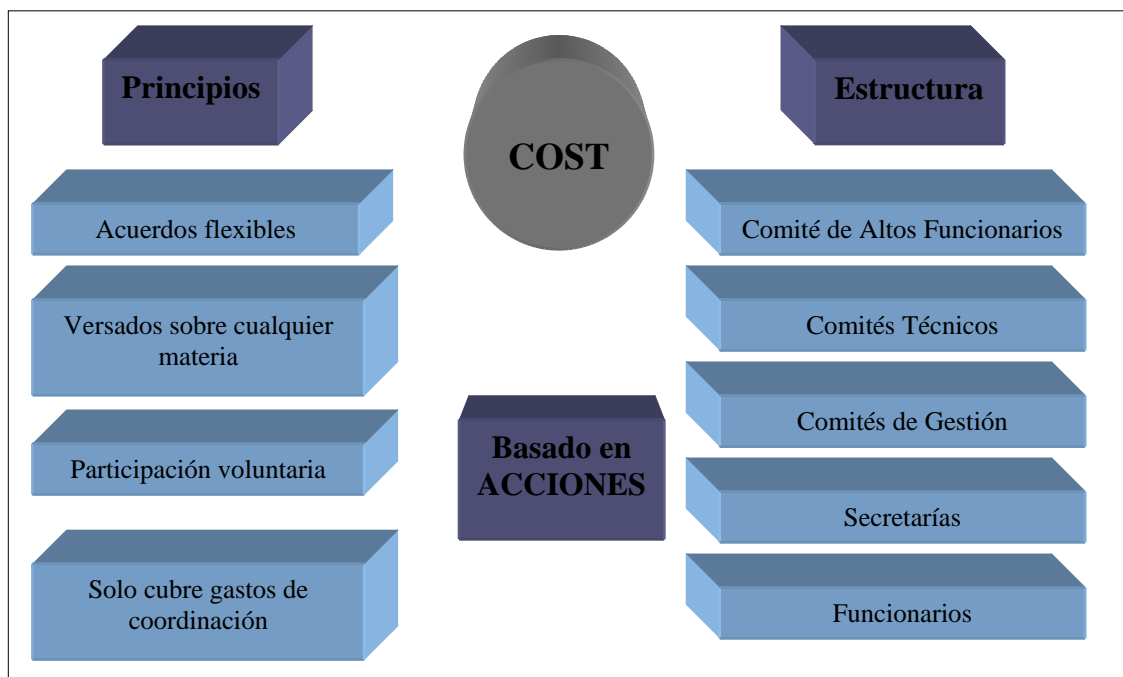 Principios
Acuerdos flexibles
Versados sobre cualquier
materia
Participación voluntaria
Solo cubre gastos de
coordinación
COST
Basado en
ACCIONES
Estructura
Comité de Altos Funcionarios
Comités Técnicos
Comités de Gestión
Secretarías
Funcionarios